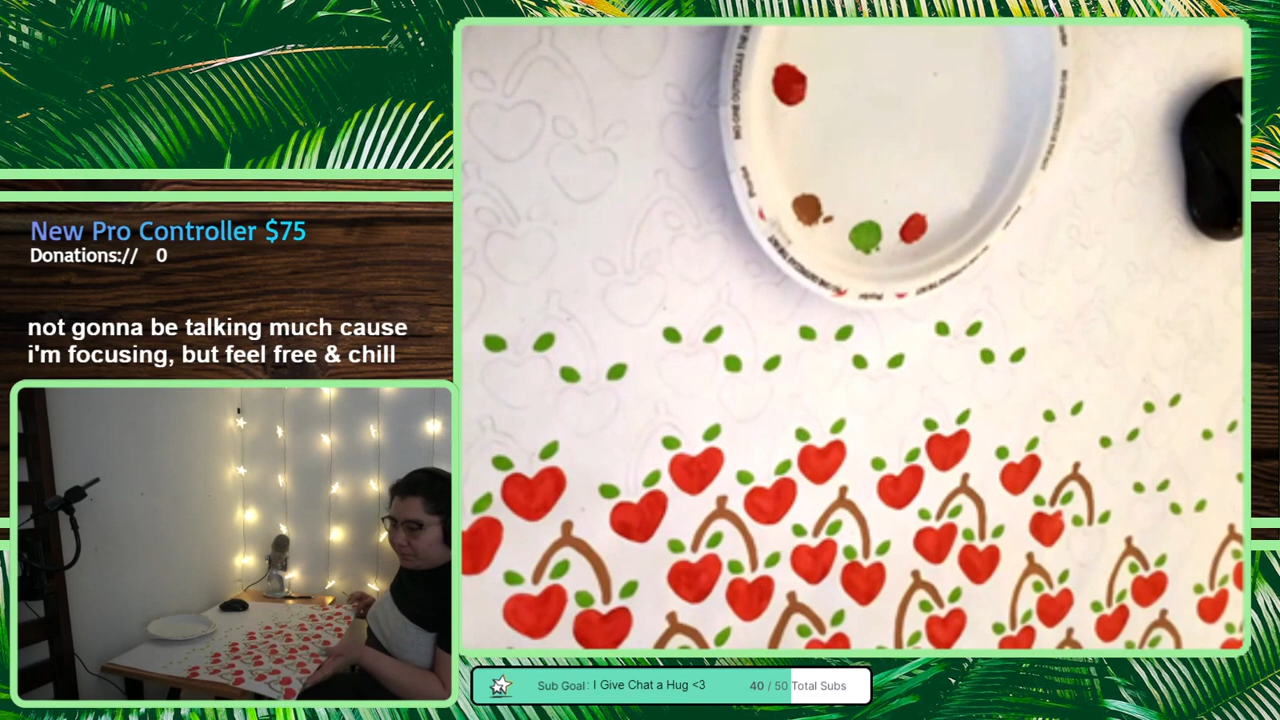 New Pro Controller $75
Donations:// 0
not gonna be talking much cause
i'm focusing, but feel free & chill
Sub Goal: I Give Chat a Hug <3 40 / 50 Total Subs